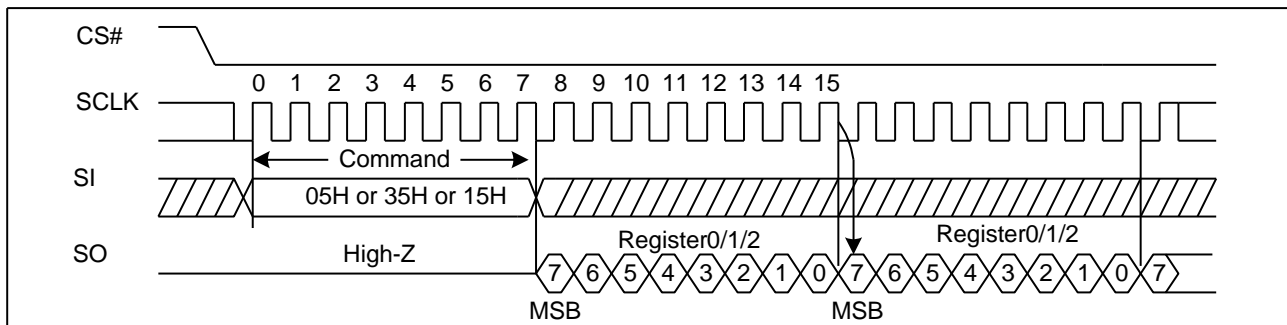 CS#
0 1 2 3 4 5 6 7 8 9 10 11 12 13 14 15
SCLK
Command
SI
05H or 35H or 15H
Register0/1/2 Register0/1/2
SO
High-Z
7 6 5 4 3 2 1 0 7 6 5 4 3 2 1 0 7
MSB MSB